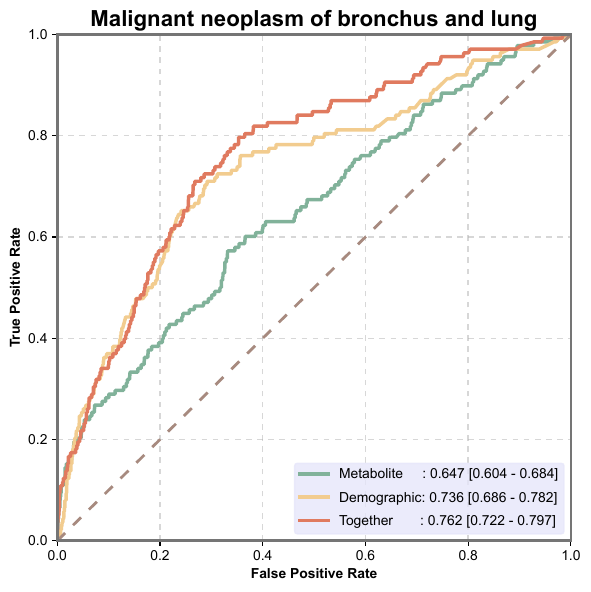 Malignant neoplasm of bronchus and lung
1.0
0.8
0.6
0.4
0.2
0.0
True Positive Rate
Metabolite : 0.647 [0.604 - 0.684]
Demographic: 0.736 [0.686 - 0.782]
Together : 0.762 [0.722 - 0.797]
0.0 0.2 0.4 0.6 0.8 1.0
False Positive Rate